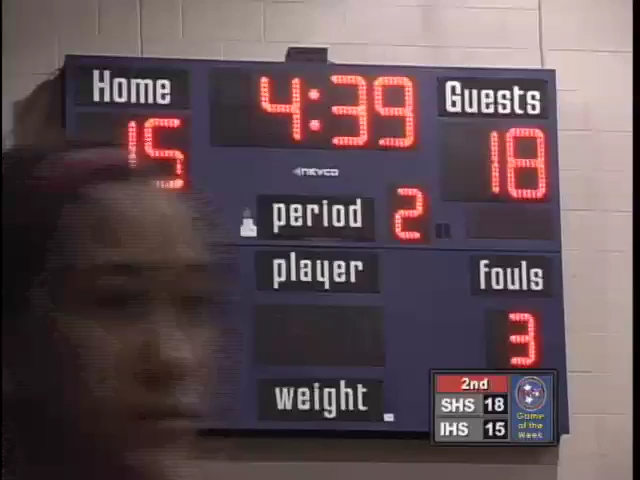 Home 4:39 Guests
15 18
NEVCO
period 2
player fouls
3
weight
2nd
SHS 18
IHS 15
Game
of the
Week